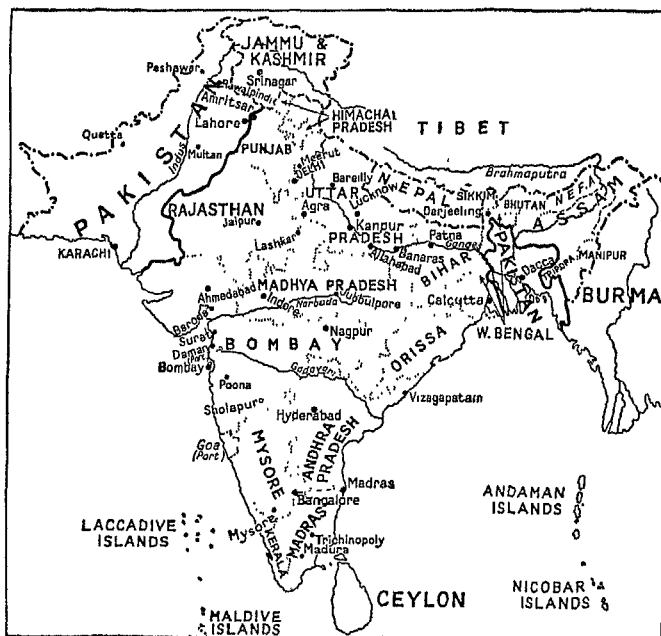 JAMMU &
KASHMIR
Peshawar
Srinagar
Rawalpindi
Amritsar
HIMACHAL
PRADESH
Lahore
TIBET
Quetta
Indus
Multan
PUNJAB
PAKISTAN
Meerut
DELHI
Bareilly
Brahmaputra
NEPAL
SIKKIM
BHUTAN
N.E.F.A.
ASSAM
UTTAR
Lucknow
Darjeeling
RAJASTHAN
Agra
Jaipur
Kanpur
PRADESH
Patna
Ganges
Lashkar
Allahabad
Banaras
BIHAR
PAKISTAN
Dacca
TRIPURA
MANIPUR
KARACHI
MADHYA PRADESH
Ahmedabad
Indore
Narbada
Jubbulpore
Calcutta
BURMA
Baroda
Surat
Daman
(Port)
Bombay
BOMBAY
Nagpur
ORISSA
W. BENGAL
Godavari
Poona
Sholapur
Hyderabad
Vizagapatam
Goa
(Port)
MYSORE
ANDHRA
PRADESH
Madras
Bangalore
ANDAMAN
ISLANDS
LACCADIVE
ISLANDS
Mysore
MADRAS
KERALA
Trichinopoly
Madura
CEYLON
NICOBAR
ISLANDS
MALDIVE
ISLANDS